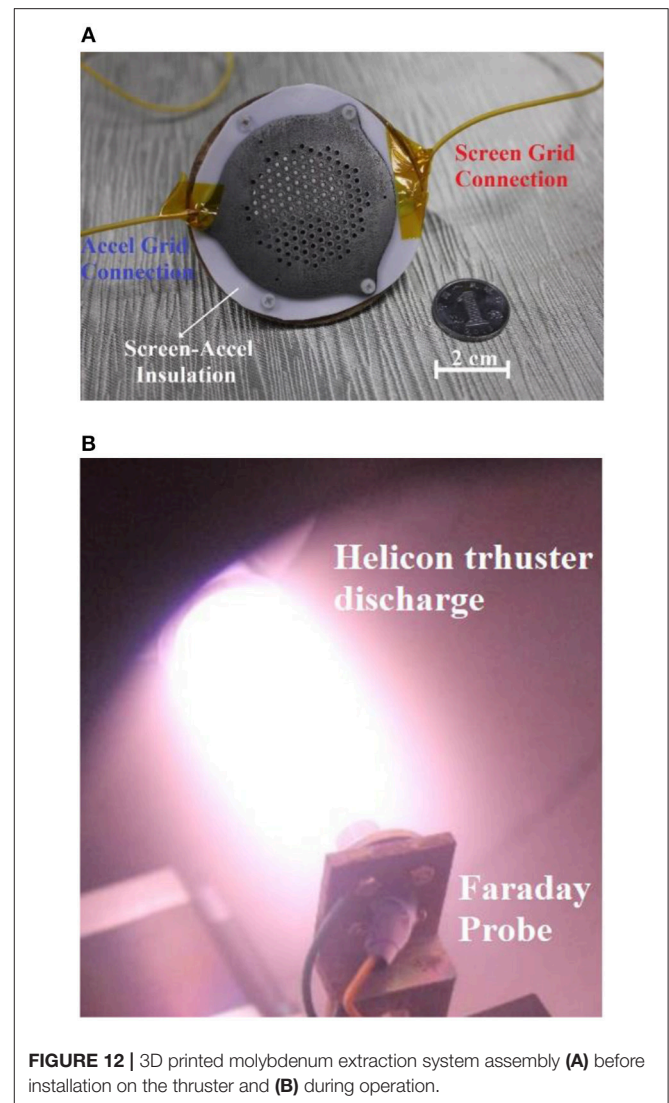 A
Screen Grid
Connection
Accel Grid
Connection
Screen-Accel
Insulation
1
2 cm
B
Helicon trhuster
discharge
Faraday
Probe
FIGURE 12 | 3D printed molybdenum extraction system assembly (A) before
installation on the thruster and (B) during operation.